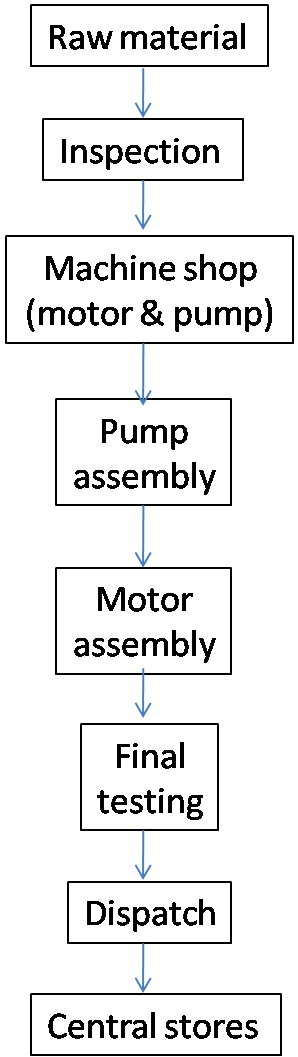 Raw material
Inspection
Machine shop
(motor & pump)
Pump
assembly
Motor
assembly
Final
testing
Dispatch
Central stores